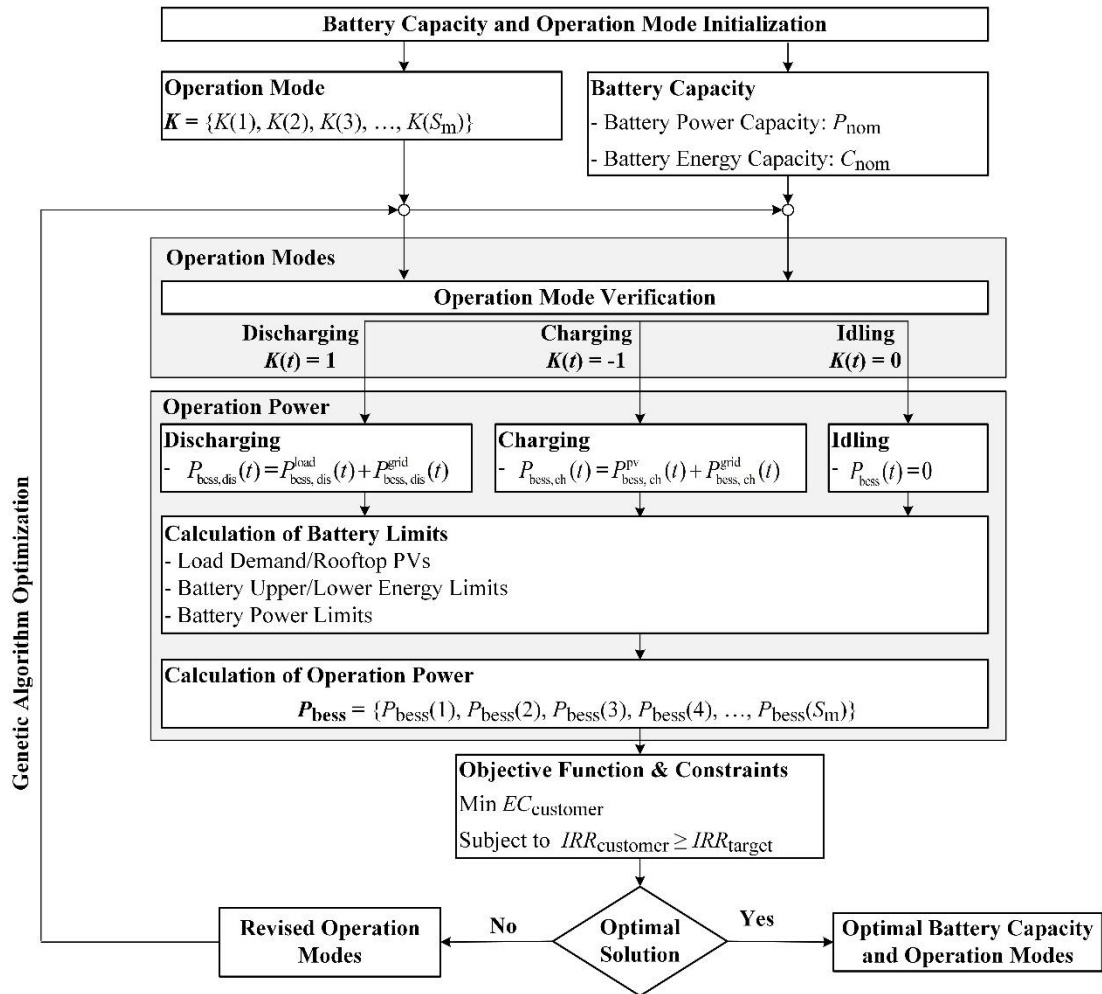 Battery Capacity and Operation Mode Initialization
Operation Mode
K = {K(1), K(2), K(3), …, K(Sm)}
Battery Capacity
- Battery Power Capacity: Pnom
- Battery Energy Capacity: Cnom
Operation Modes
Operation Mode Verification
Discharging
K(t) = 1
Charging
K(t) = -1
Idling
K(t) = 0
Operation Power
Discharging
- Pbess,dis(t)=P^load bess, dis(t)+P^grid bess, dis(t)
Charging
- Pbess,ch(t)=P^pv bess, ch(t)+P^grid bess, ch(t)
Idling
- Pbess(t)=0
Calculation of Battery Limits
- Load Demand/Rooftop PVs
- Battery Upper/Lower Energy Limits
- Battery Power Limits
Calculation of Operation Power
Pbess = {Pbess(1), Pbess(2), Pbess(3), Pbess(4), …, Pbess(Sm)}
Objective Function & Constraints
Min ECcustomer
Subject to IRRcustomer ≥ IRRtarget
Optimal
Solution
No
Yes
Revised Operation
Modes
Optimal Battery Capacity
and Operation Modes
Genetic Algorithm Optimization